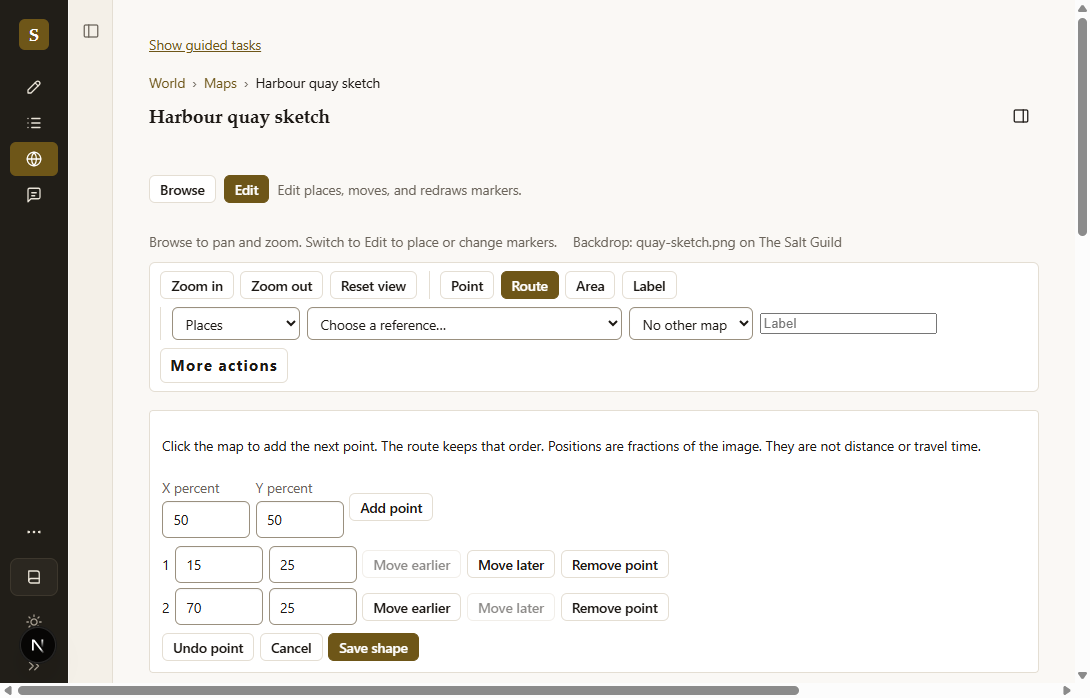 S
Show guided tasks
World › Maps › Harbour quay sketch
Harbour quay sketch
Browse Edit Edit places, moves, and redraws markers.
Browse to pan and zoom. Switch to Edit to place or change markers. Backdrop: quay-sketch.png on The Salt Guild
Zoom in Zoom out Reset view Point Route Area Label
Places Choose a reference... No other map Label
More actions
Click the map to add the next point. The route keeps that order. Positions are fractions of the image. They are not distance or travel time.
X percent Y percent
50 50 Add point
1 15 25 Move earlier Move later Remove point
2 70 25 Move earlier Move later Remove point
Undo point Cancel Save shape
N